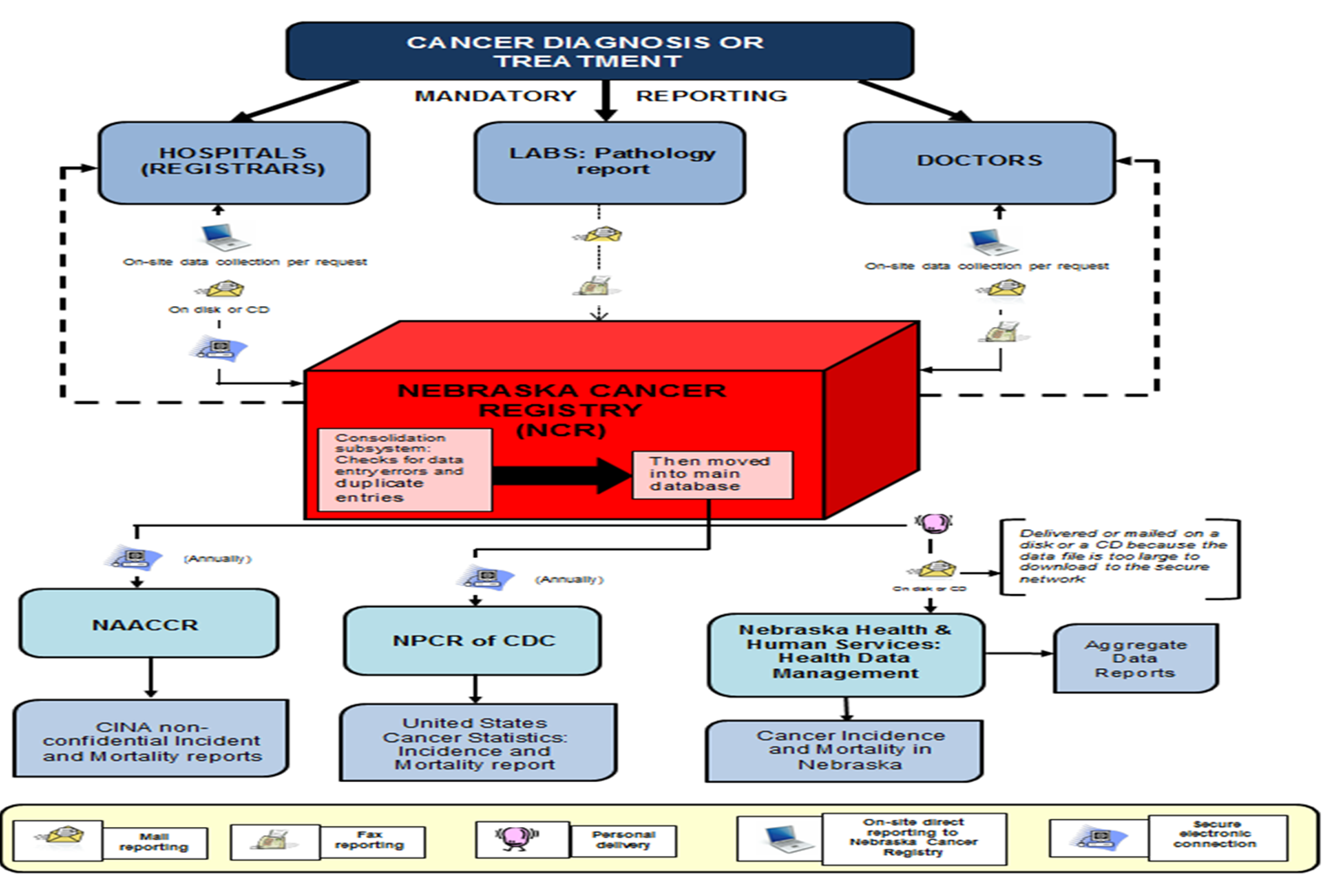 CANCER DIAGNOSIS OR
TREATMENT
MANDATORY REPORTING
HOSPITALS
(REGISTRARS)
LABS: Pathology
report
DOCTORS
On-site data collection per request
On disk or CD
On-site data collection per request
NEBRASKA CANCER
REGISTRY
(NCR)
Consolidation
subsystem:
Checks for data
entry errors and
duplicate
entries
Then moved
into main
database
(Annually)
(Annually)
On disk or CD
Delivered or mailed on a
disk or a CD because the
data file is too large to
download to the secure
network
NAACCR
NPCR of CDC
Nebraska Health &
Human Services:
Health Data
Management
Aggregate
Data
Reports
CINA non-
confidential Incident
and Mortality reports
United States
Cancer Statistics:
Incidence and
Mortality report
Cancer Incidence
and Mortality in
Nebraska
Mail
reporting
Fax
reporting
Personal
delivery
On-site direct
reporting to
Nebraska Cancer
Registry
Secure
electronic
connection